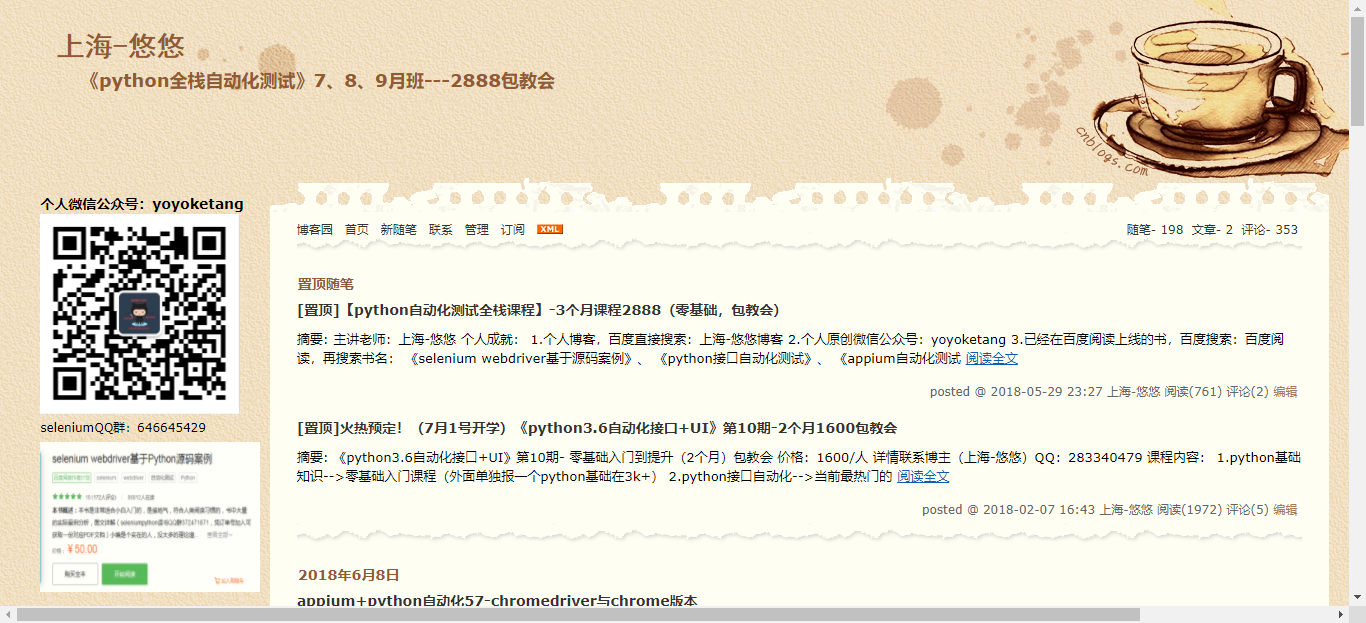 上海-悠悠
《python全栈自动化测试》7、8、9月班---2888包教会
cnblogs.com
个人微信公众号：yoyoketang
seleniumQQ群：646645429
selenium webdriver基于Python源码案例
selenium webdriver 自动化测试 Python
¥50.00
购买全本 开始阅读
博客园 首页 新随笔 联系 管理 订阅 XML
随笔- 198 文章- 2 评论- 353
置顶随笔
[置顶]【python自动化测试全栈课程】-3个月课程2888（零基础，包教会）
摘要: 主讲老师：上海-悠悠 个人成就： 1.个人博客，百度直接搜索：上海-悠悠博客 2.个人原创微信公众号：yoyoketang 3.已经在百度阅读上线的书，百度搜索：百度阅
读，再搜索书名： 《selenium webdriver基于源码案例》、 《python接口自动化测试》、 《appium自动化测试 阅读全文
posted @ 2018-05-29 23:27 上海-悠悠 阅读(761) 评论(2) 编辑
[置顶]火热预定！（7月1号开学）《python3.6自动化接口+UI》第10期-2个月1600包教会
摘要: 《python3.6自动化接口+UI》第10期- 零基础入门到提升（2个月）包教会 价格：1600/人 详情联系博主（上海-悠悠）QQ：283340479 课程内容： 1.python基础
知识-->零基础入门课程（外面单独报一个python基础在3k+） 2.python接口自动化-->当前最热门的 阅读全文
posted @ 2018-02-07 16:43 上海-悠悠 阅读(1972) 评论(5) 编辑
2018年6月8日
appium+python自动化57-chromedriver与chrome版本